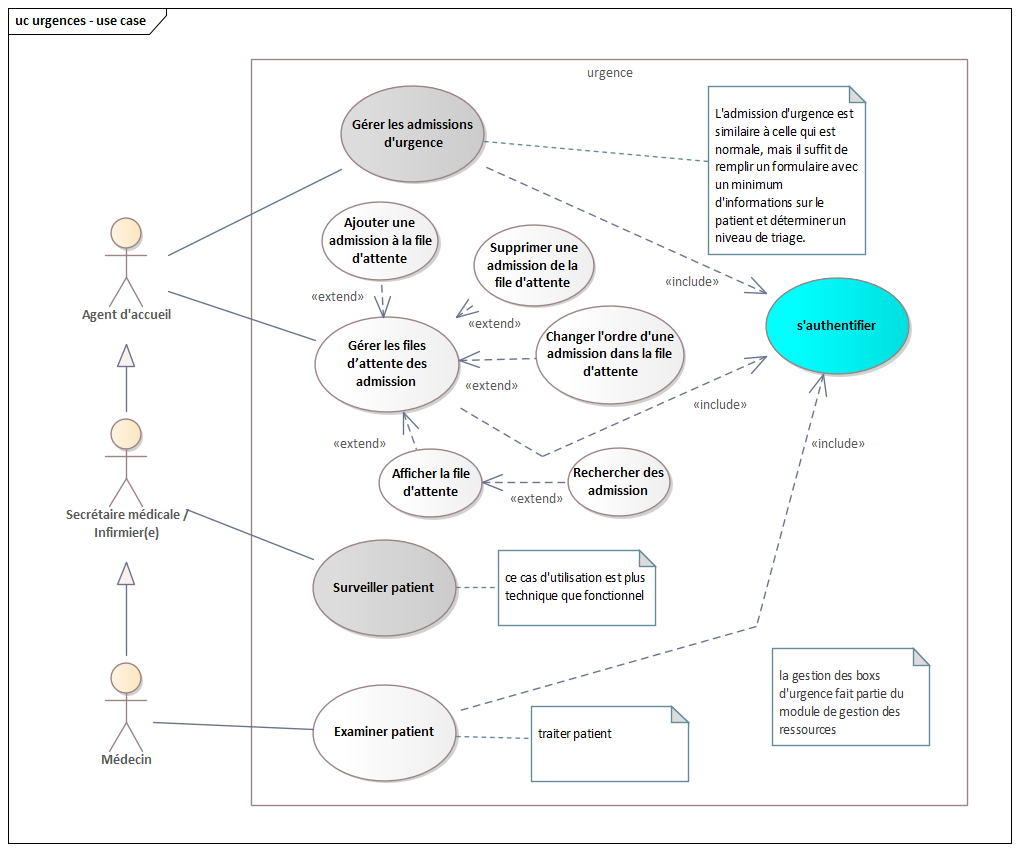 uc urgences - use case
urgence
Gérer les admissions
d'urgence
L'admission d'urgence est
similaire à celle qui est
normale, mais il suffit de
remplir un formulaire avec
un minimum
d'informations sur le
patient et déterminer un
niveau de triage.
Ajouter une
admission à la file
d'attente
Supprimer une
admission de la
file d'attente
«include»
Agent d'accueil
«extend»
«extend»
s'authentifier
Gérer les files
d’attente des
admission
Changer l'ordre d'une
admission dans la file
d'attente
«extend»
«include»
«extend»
«include»
Afficher la file
d'attente
«extend»
Rechercher des
admission
Secrétaire médicale /
Infirmier(e)
Surveiller patient
ce cas d'utilisation est plus
technique que fonctionnel
la gestion des boxs
d'urgence fait partie du
module de gestion des
ressources
Médecin
Examiner patient
traiter patient